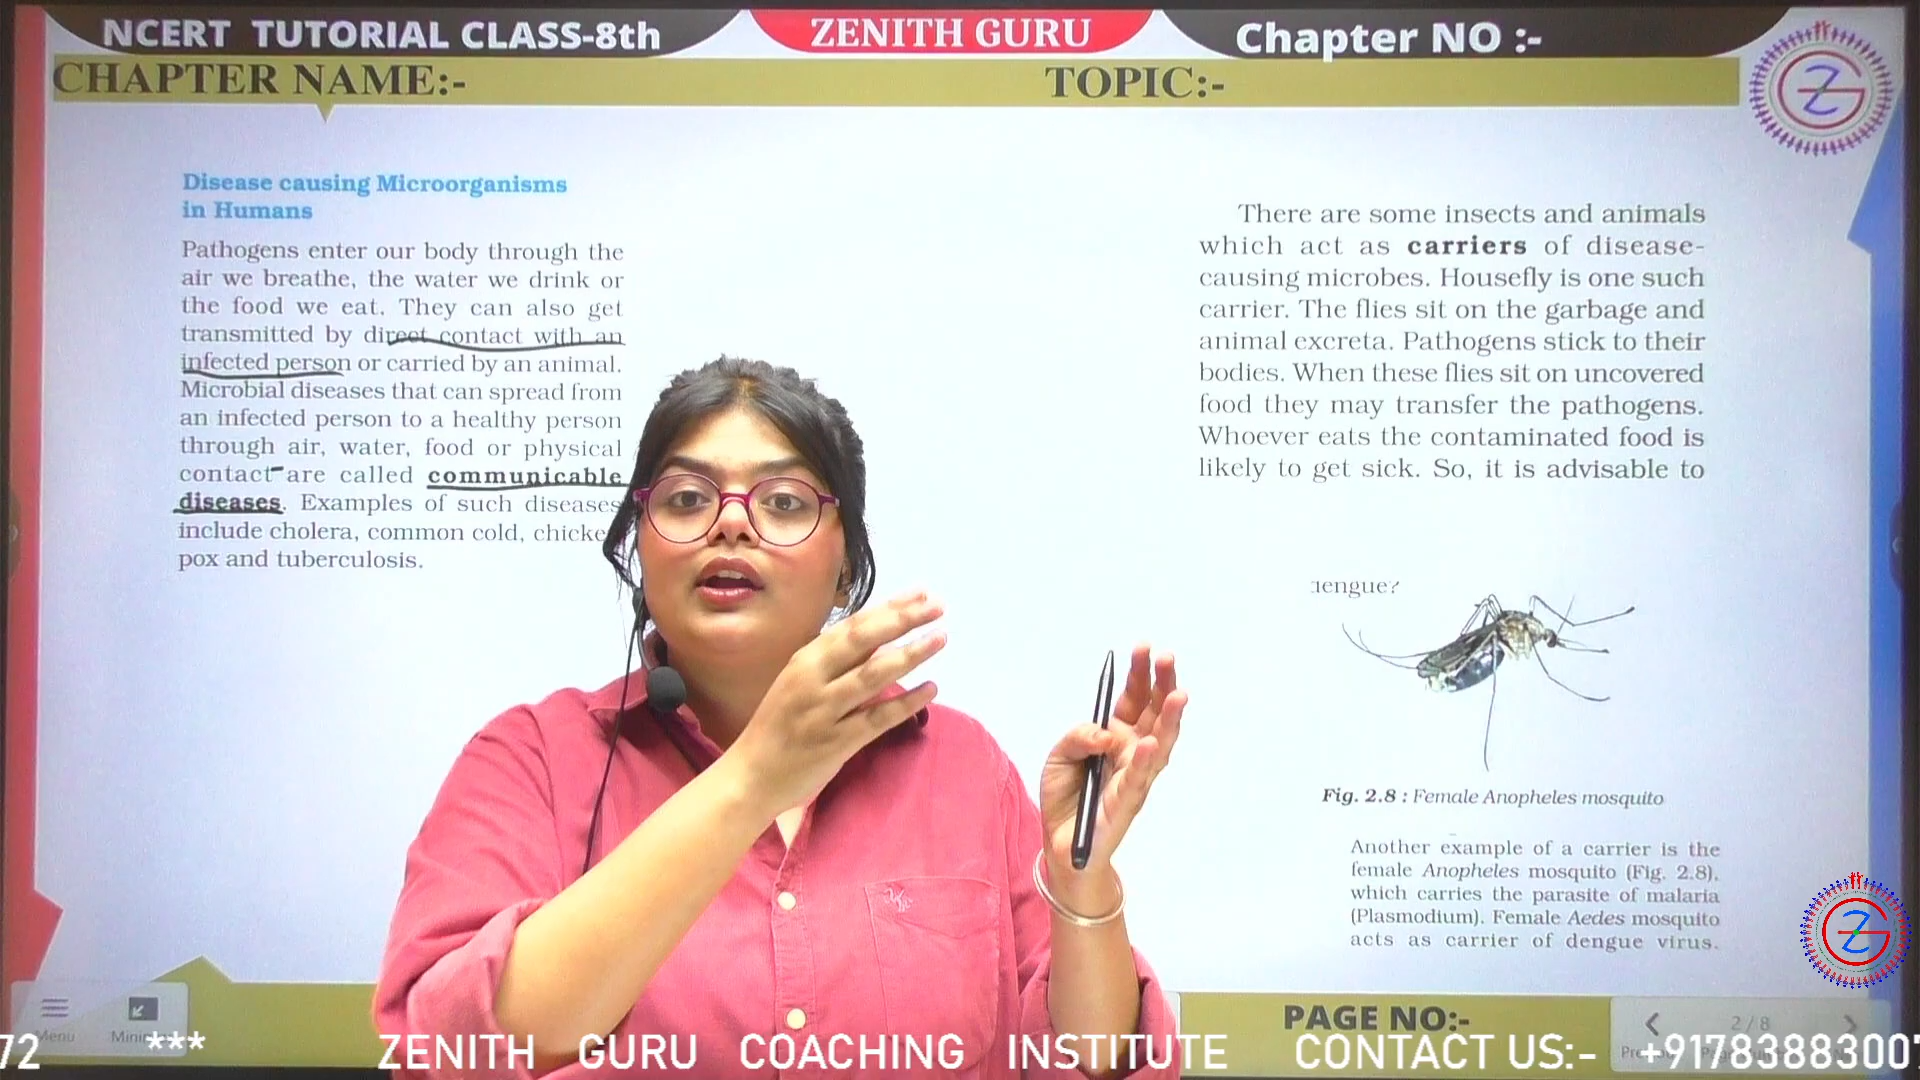 NCERT TUTORIAL CLASS-8th
ZENITH GURU
Chapter NO :-
CHAPTER NAME:-
TOPIC:-
Disease causing Microorganisms
in Humans
Pathogens enter our body through the
air we breathe, the water we drink or
the food we eat. They can also get
transmitted by direct contact with an
infected person or carried by an animal.
Microbial diseases that can spread from
an infected person to a healthy person
through air, water, food or physical
contact are called communicable
diseases. Examples of such diseases
include cholera, common cold, chicke
pox and tuberculosis.
There are some insects and animals
which act as carriers of disease-
causing microbes. Housefly is one such
carrier. The flies sit on the garbage and
animal excreta. Pathogens stick to their
bodies. When these flies sit on uncovered
food they may transfer the pathogens.
Whoever eats the contaminated food is
likely to get sick. So, it is advisable to
dengue?
Fig. 2.8 : Female Anopheles mosquito
Another example of a carrier is the
female Anopheles mosquito (Fig. 2.8),
which carries the parasite of malaria
(Plasmodium). Female Aedes mosquito
acts as carrier of dengue virus.
PAGE NO:-
2/8
Menu
72 *** ZENITH GURU COACHING INSTITUTE CONTACT US:- +9178388300